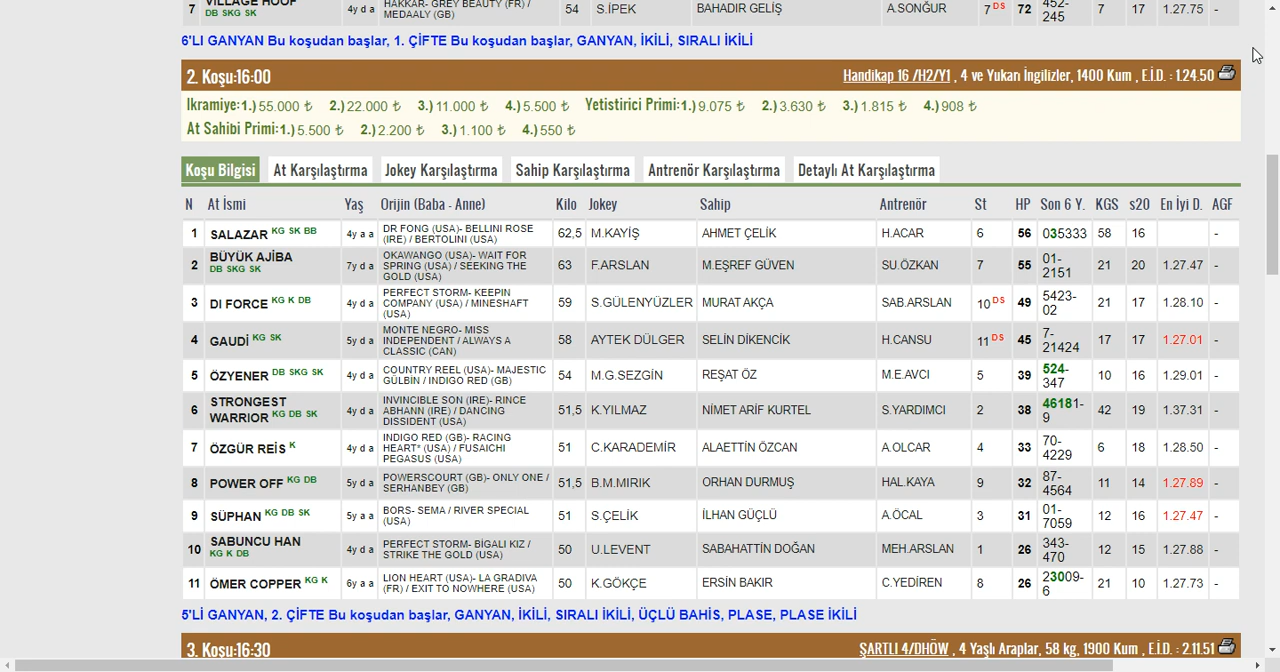 7 VILLAGE HOOF DB SKG SK 4y d a HAKKAR- GREY BEAUTY (FR) / MEDAALY (GB) 54 S.İPEK BAHADIR GELİŞ A.SONĞUR 7 DS 72 452-245 7 17 1.27.75 -
6'LI GANYAN Bu koşudan başlar, 1. ÇİFTE Bu koşudan başlar, GANYAN, İKİLİ, SIRALI İKİLİ
2. Koşu:16:00 Handikap 16 /H2/Y1 , 4 ve Yukarı İngilizler, 1400 Kum , E.İ.D. : 1.24.50
Ikramiye:1.) 55.000 ₺ 2.) 22.000 ₺ 3.) 11.000 ₺ 4.) 5.500 ₺ Yetistirici Primi:1.) 9.075 ₺ 2.) 3.630 ₺ 3.) 1.815 ₺ 4.) 908 ₺
At Sahibi Primi:1.) 5.500 ₺ 2.) 2.200 ₺ 3.) 1.100 ₺ 4.) 550 ₺
Koşu Bilgisi At Karşılaştırma Jokey Karşılaştırma Sahip Karşılaştırma Antrenör Karşılaştırma Detaylı At Karşılaştırma
N At İsmi Yaş Orijin (Baba - Anne) Kilo Jokey Sahip Antrenör St HP Son 6 Y. KGS s20 En İyi D. AGF
1 SALAZAR KG SK BB 4y a a DR FONG (USA)- BELLINI ROSE (IRE) / BERTOLINI (USA) 62,5 M.KAYİŞ AHMET ÇELİK H.ACAR 6 56 035333 58 16 -
2 BÜYÜK AJİBA DB SKG SK 7y d a OKAWANGO (USA)- WAIT FOR SPRING (USA) / SEEKING THE GOLD (USA) 63 F.ARSLAN M.EŞREF GÜVEN SU.ÖZKAN 7 55 01-2151 21 20 1.27.47 -
3 DI FORCE KG K DB 4y d a PERFECT STORM- KEEPIN COMPANY (USA) / MINESHAFT (USA) 59 S.GÜLENYÜZLER MURAT AKÇA SAB.ARSLAN 10 DS 49 5423-02 21 17 1.28.10 -
4 GAUDİ KG SK 5y d a MONTE NEGRO- MISS INDEPENDENT / ALWAYS A CLASSIC (CAN) 58 AYTEK DÜLGER SELİN DİKENCİK H.CANSU 11 DS 45 7-21424 17 17 1.27.01 -
5 ÖZYENER DB SKG SK 4y d a COUNTRY REEL (USA)- MAJESTIC GÜLBİN / INDIGO RED (GB) 54 M.G.SEZGİN REŞAT ÖZ M.E.AVCI 5 39 524-347 10 16 1.29.01 -
6 STRONGEST WARRIOR KG DB SK 4y d a INVINCIBLE SON (IRE)- RINCE ABHANN (IRE) / DANCING DISSIDENT (USA) 51,5 K.YILMAZ NİMET ARİF KURTEL S.YARDIMCI 2 38 46181-9 42 19 1.37.31 -
7 ÖZGÜR REİS K 4y d a INDIGO RED (GB)- RACING HEART* (USA) / FUSAICHI PEGASUS (USA) 51 C.KARADEMİR ALAETTİN ÖZCAN A.OLCAR 4 33 70-4229 6 18 1.28.50 -
8 POWER OFF KG DB 5y d a POWERSCOURT (GB)- ONLY ONE / SERHANBEY (GB) 51,5 B.M.MIRIK ORHAN DURMUŞ HAL.KAYA 9 32 87-4564 11 14 1.27.89 -
9 SÜPHAN KG DB SK 5y a a BORS- SEMA / RIVER SPECIAL (USA) 51 S.ÇELİK İLHAN GÜÇLÜ A.ÖCAL 3 31 01-7059 12 16 1.27.47 -
10 SABUNCU HAN KG K DB 4y d a PERFECT STORM- BİGALI KIZ / STRIKE THE GOLD (USA) 50 U.LEVENT SABAHATTİN DOĞAN MEH.ARSLAN 1 26 343-470 12 15 1.27.88 -
11 ÖMER COPPER KG K 6y a a LION HEART (USA)- LA GRADIVA (FR) / EXIT TO NOWHERE (USA) 50 K.GÖKÇE ERSİN BAKIR C.YEDİREN 8 26 23009-6 21 10 1.27.73 -
5'Lİ GANYAN, 2. ÇİFTE Bu koşudan başlar, GANYAN, İKİLİ, SIRALI İKİLİ, ÜÇLÜ BAHİS, PLASE, PLASE İKİLİ
3. Koşu:16:30 ŞARTLI 4/DHÖW , 4 Yaşlı Araplar, 58 kg, 1900 Kum , E.İ.D. : 2.11.51